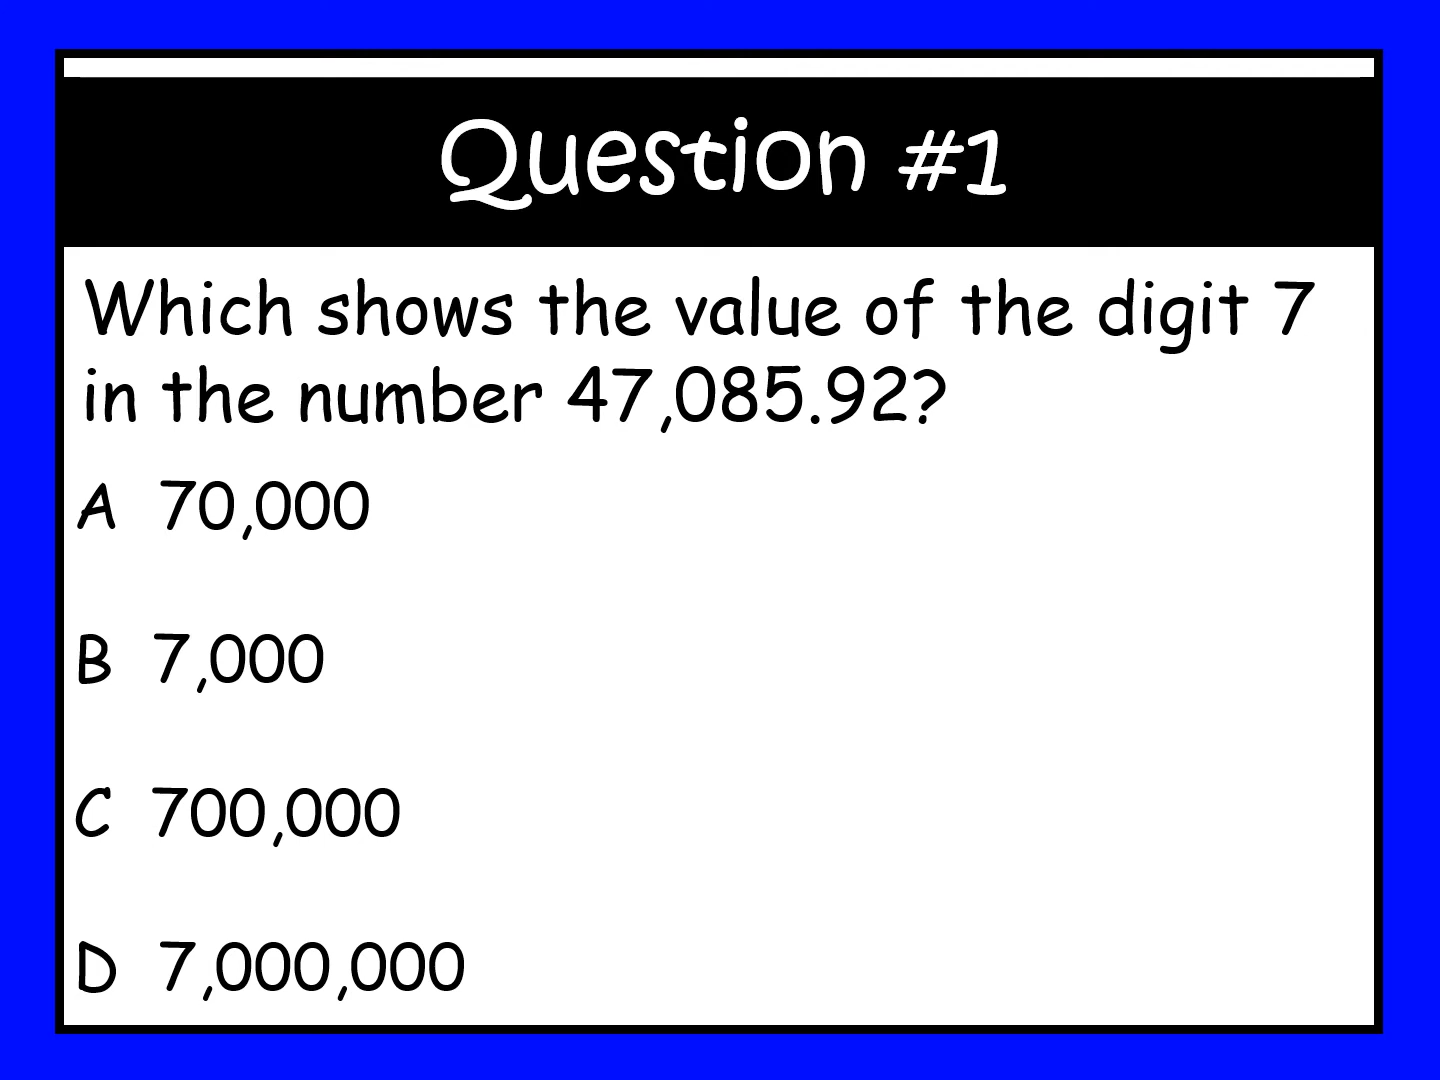 Question #1
Which shows the value of the digit 7
in the number 47,085.92?
A 70,000
B 7,000
C 700,000
D 7,000,000